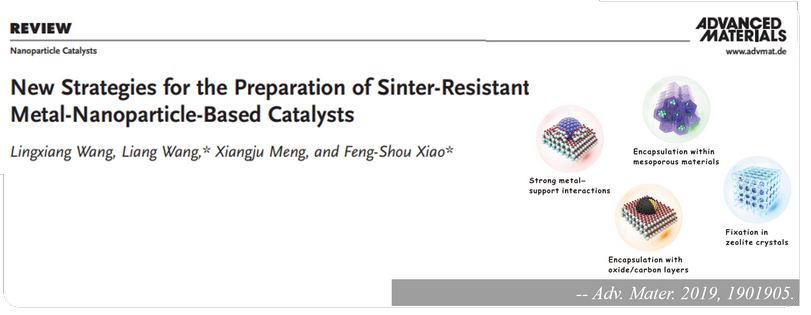 REVIEW
ADVANCED
MATERIALS
Nanoparticle Catalysts
www.advmat.de
New Strategies for the Preparation of Sinter-Resistant
Metal-Nanoparticle-Based Catalysts
Lingxiang Wang, Liang Wang,* Xiangju Meng, and Feng-Shou Xiao*
Encapsulation within
mesoporous materials
Strong metal–
support interactions
Fixation in
zeolite crystals
Encapsulation with
oxide/carbon layers
-- Adv. Mater. 2019, 1901905.